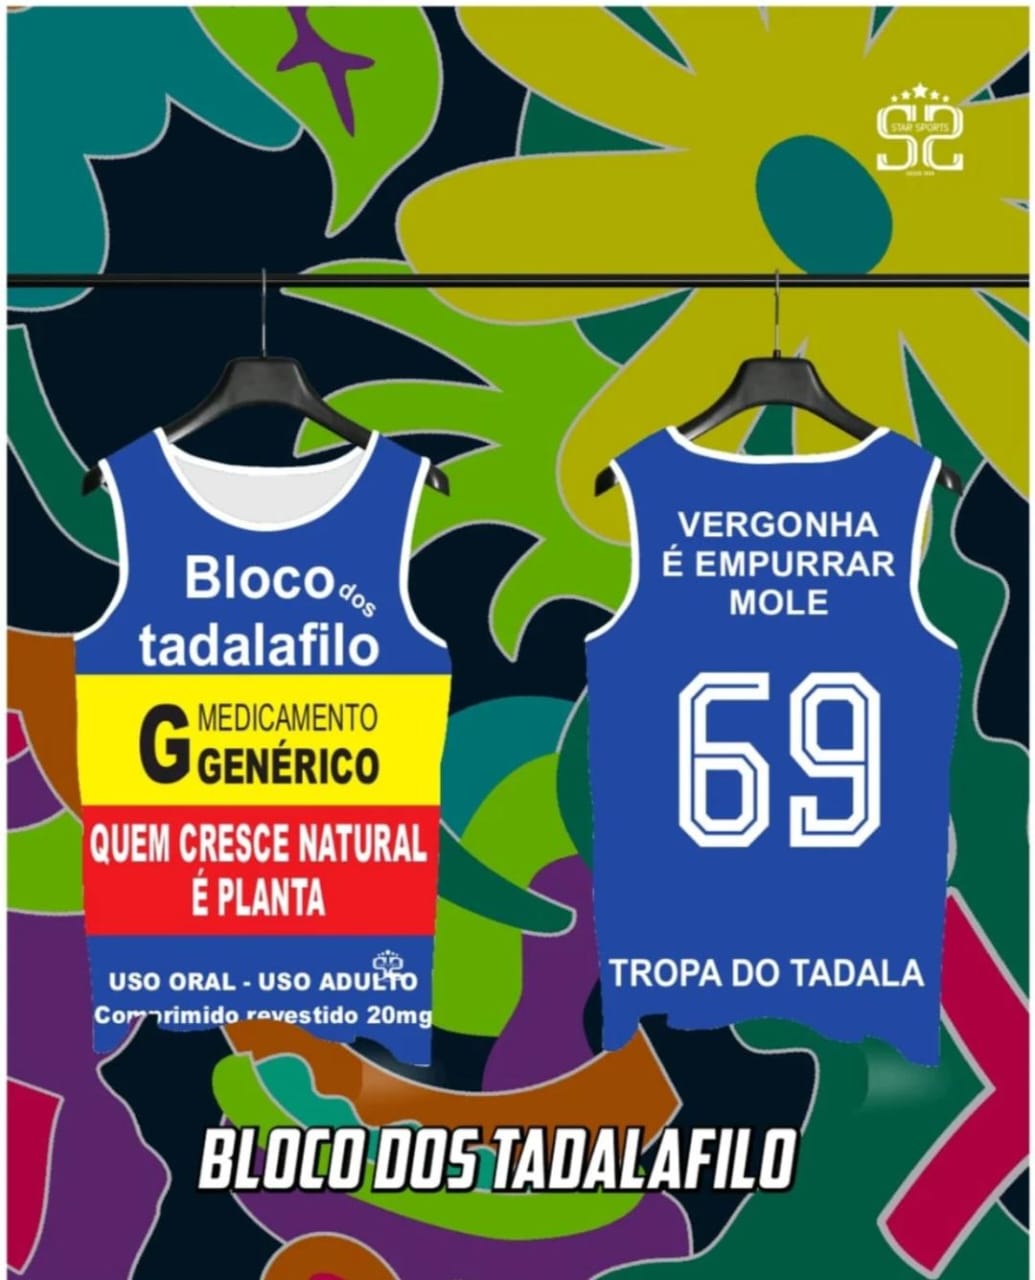 STAR SPORTS
Bloco dos
tadalafilo
G MEDICAMENTO
GENÉRICO
QUEM CRESCE NATURAL
É PLANTA
USO ORAL - USO ADULTO
Comprimido revestido 20mg
VERGONHA
É EMPURRAR
MOLE
69
TROPA DO TADALA
BLOCO DOS TADALAFILO